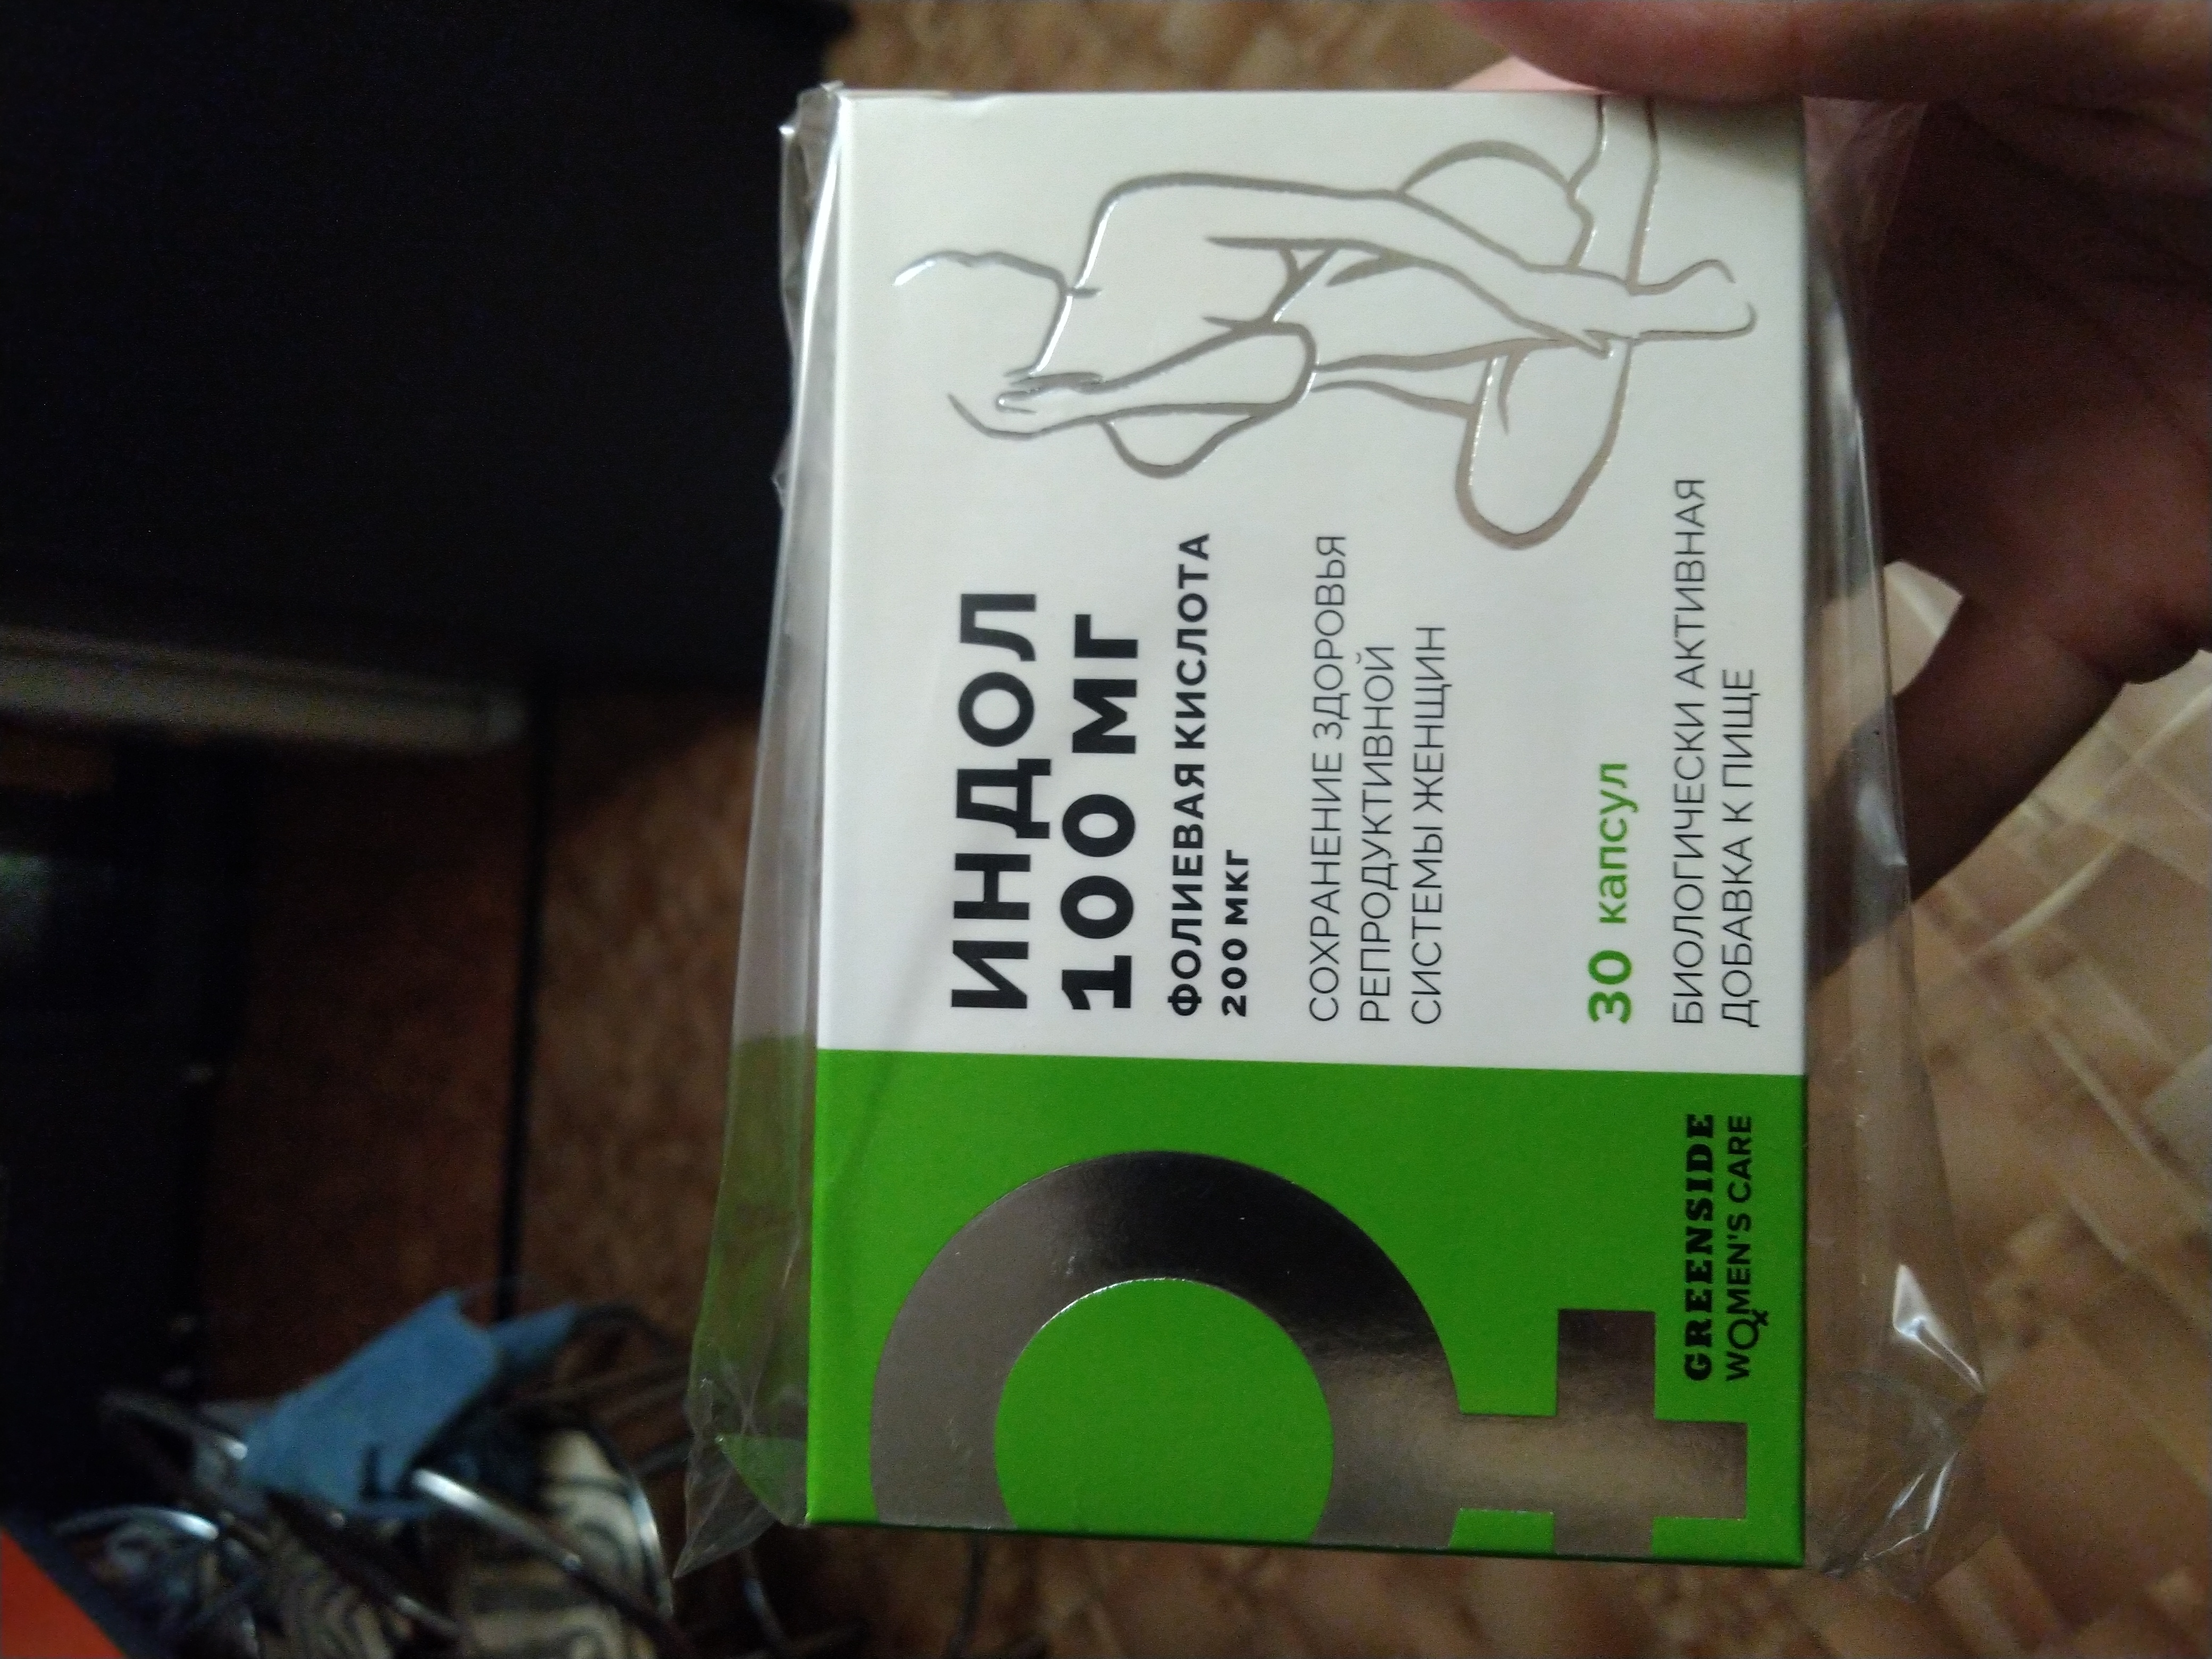 ИНДОЛ
100 МГ
ФОЛИЕВАЯ КИСЛОТА
200 МКГ
СОХРАНЕНИЕ ЗДОРОВЬЯ
РЕПРОДУКТИВНОЙ
СИСТЕМЫ ЖЕНЩИН
30 капсул
БИОЛОГИЧЕСКИ АКТИВНАЯ
ДОБАВКА К ПИЩЕ
GREENSIDE
WOMEN'S CARE